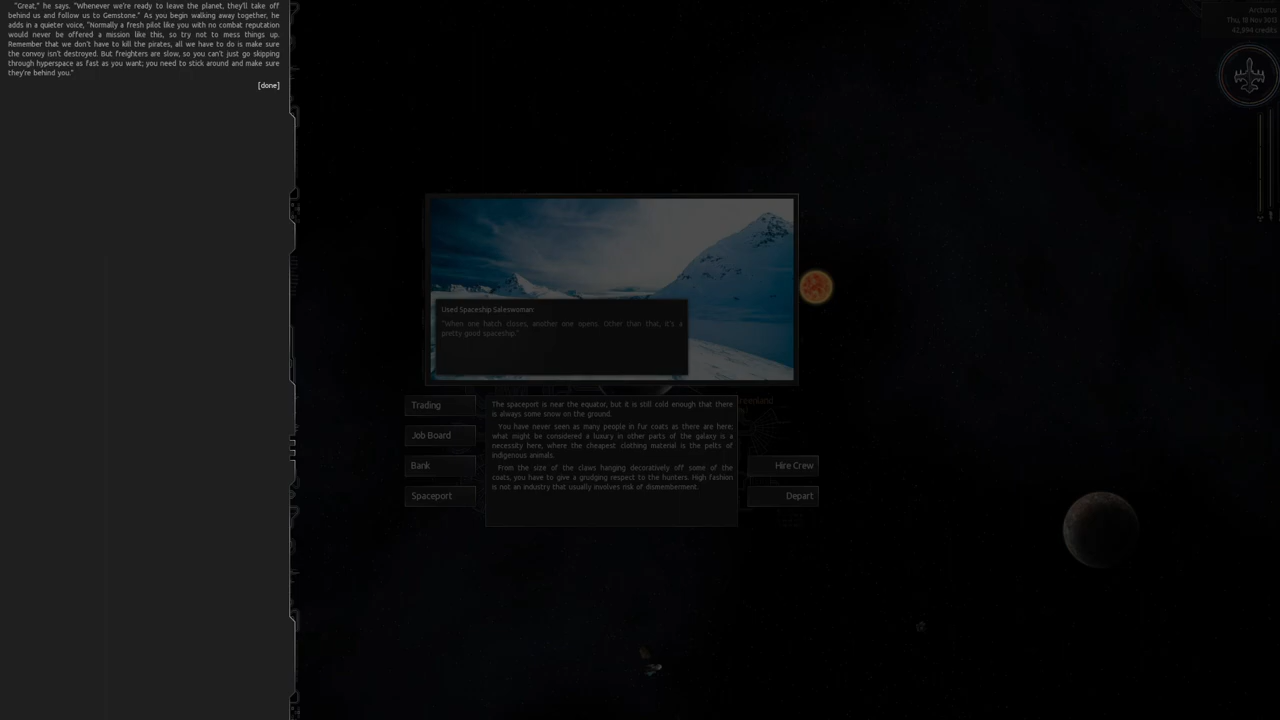 "Great," he says. "Whenever we're ready to leave the planet, they'll take off
behind us and follow us to Gemstone." As you begin walking away together, he
adds in a quieter voice, "Normally a fresh pilot like you with no combat reputation
would never be offered a mission like this, so try not to mess things up.
Remember that we don't have to kill the pirates, all we have to do is make sure
the convoy isn't destroyed. But freighters are slow, so you can't just go skipping
through hyperspace as fast as you want; you need to stick around and make sure
they're behind you."
[done]
Arcturus
Thu, 18 Nov 3013
42,894 credits
Used Spaceship Saleswoman
"When one hatch closes, another one opens. Other than that, it's a
pretty good spaceship."
Trading
Job Board
Bank
Spaceport
The spaceport is near the equator, but it is still cold enough that there
is always some snow on the ground.
You have never seen as many people in fur coats as there are here;
what might be considered a luxury in other parts of the galaxy is a
necessity here, where the cheapest clothing material is the pelts of
indigenous animals.
From the size of the claws hanging decoratively off some of the
coats, you have to give a grudging respect to the hunters. High fashion
is not an industry that usually involves risk of dismemberment.
Hire Crew
Depart